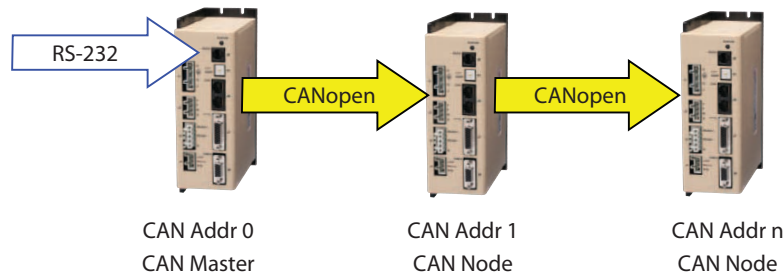 RS-232
CANopen
CANopen
CAN Addr 0
CAN Master
CAN Addr 1
CAN Node
CAN Addr n
CAN Node